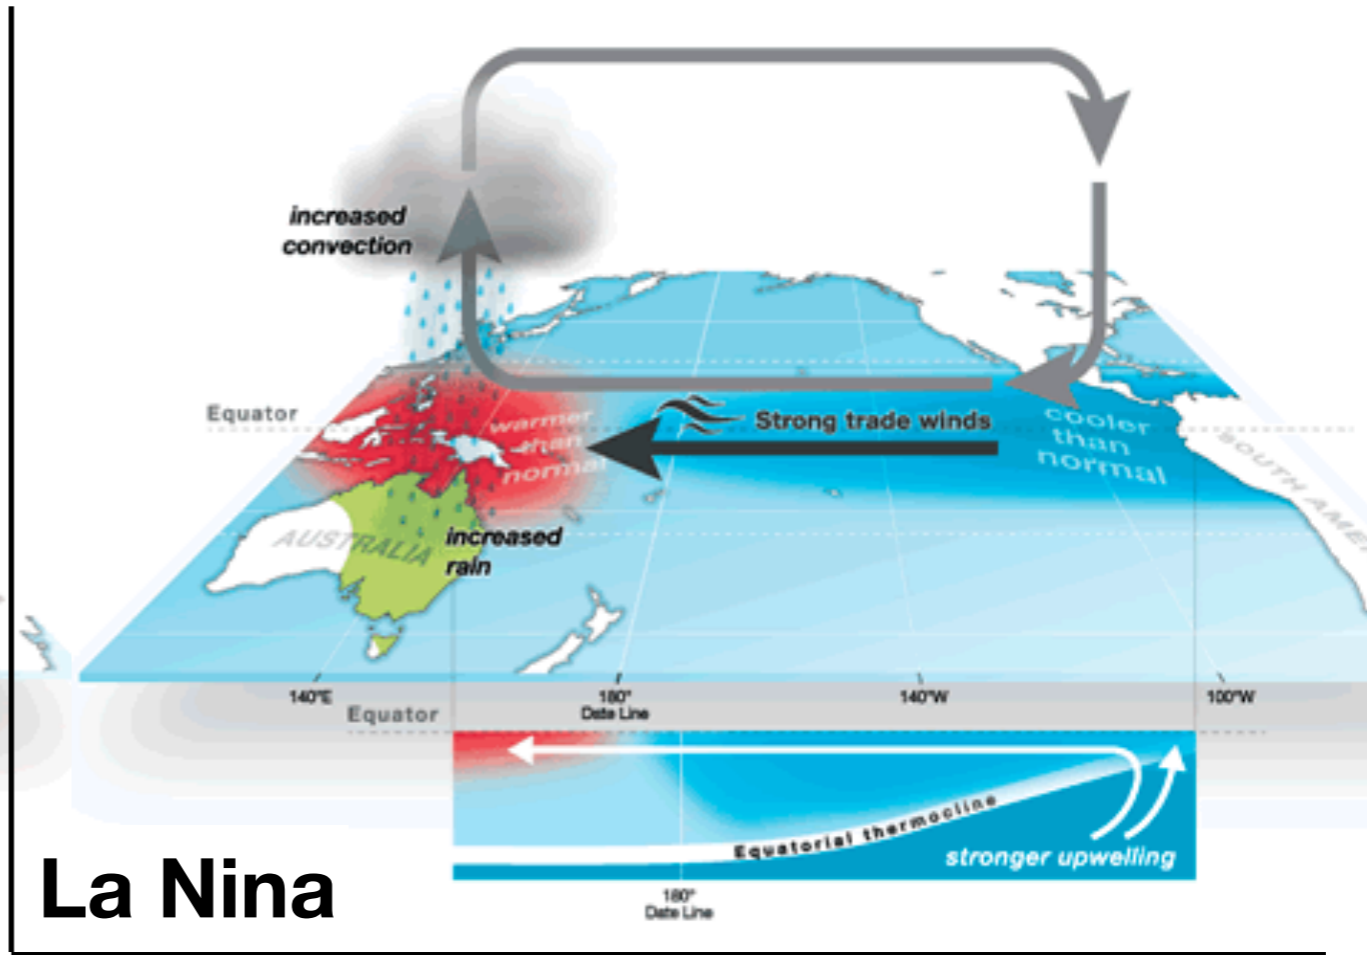 increased
convection
Equator
warmer
than
normal
Strong trade winds
cooler
than
normal
SOUTH AMER
AUSTRALIA
increased
rain
140°E
180°
Date Line
140°W
100°W
Equator
Equatorial thermocline
stronger upwelling
180°
Date Line
La Nina